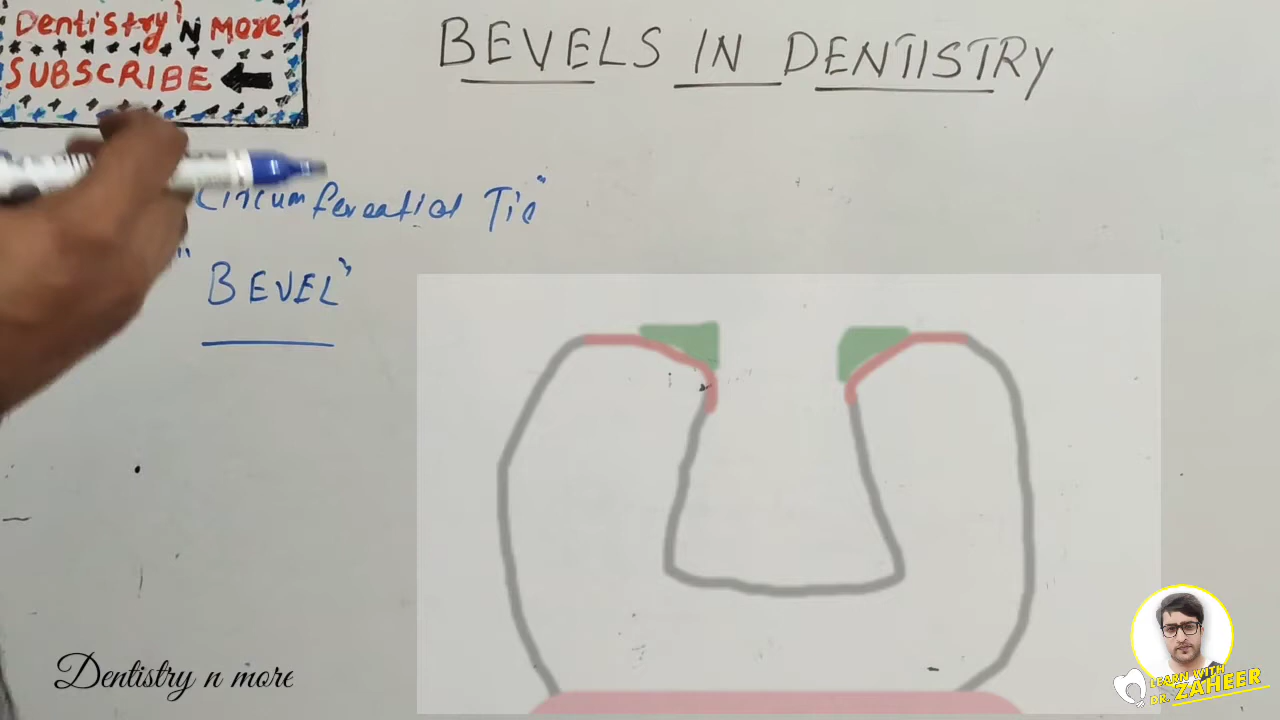 Dentistry'N More
SUBSCRIBE
BEVELS IN DENTISTRY
Circumferential Tie"
"BEVEL"
Dentistry n more
LEARN WITH
DR. ZAHEER